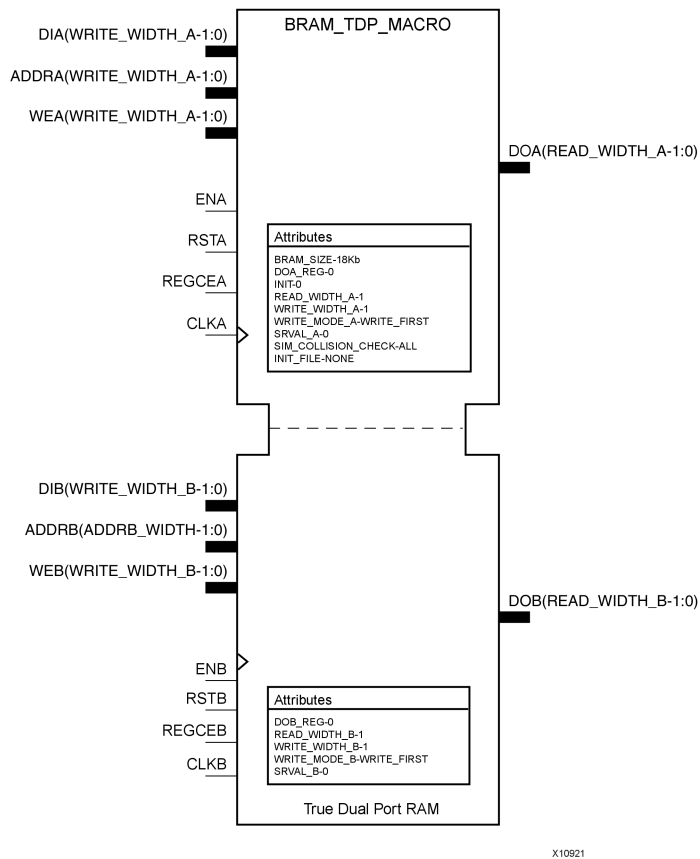 BRAM_TDP_MACRO
DIA(WRITE_WIDTH_A-1:0)
ADDRA(WRITE_WIDTH_A-1:0)
WEA(WRITE_WIDTH_A-1:0)
DOA(READ_WIDTH_A-1:0)
ENA
RSTA
REGCEA
CLKA
Attributes
BRAM_SIZE-18Kb
DOA_REG-0
INIT-0
READ_WIDTH_A-1
WRITE_WIDTH_A-1
WRITE_MODE_A-WRITE_FIRST
SRVAL_A-0
SIM_COLLISION_CHECK-ALL
INIT_FILE-NONE
DIB(WRITE_WIDTH_B-1:0)
ADDRB(ADDRB_WIDTH-1:0)
WEB(WRITE_WIDTH_B-1:0)
DOB(READ_WIDTH_B-1:0)
ENB
RSTB
REGCEB
CLKB
Attributes
DOB_REG-0
READ_WIDTH_B-1
WRITE_WIDTH_B-1
WRITE_MODE_B-WRITE_FIRST
SRVAL_B-0
True Dual Port RAM
X10921